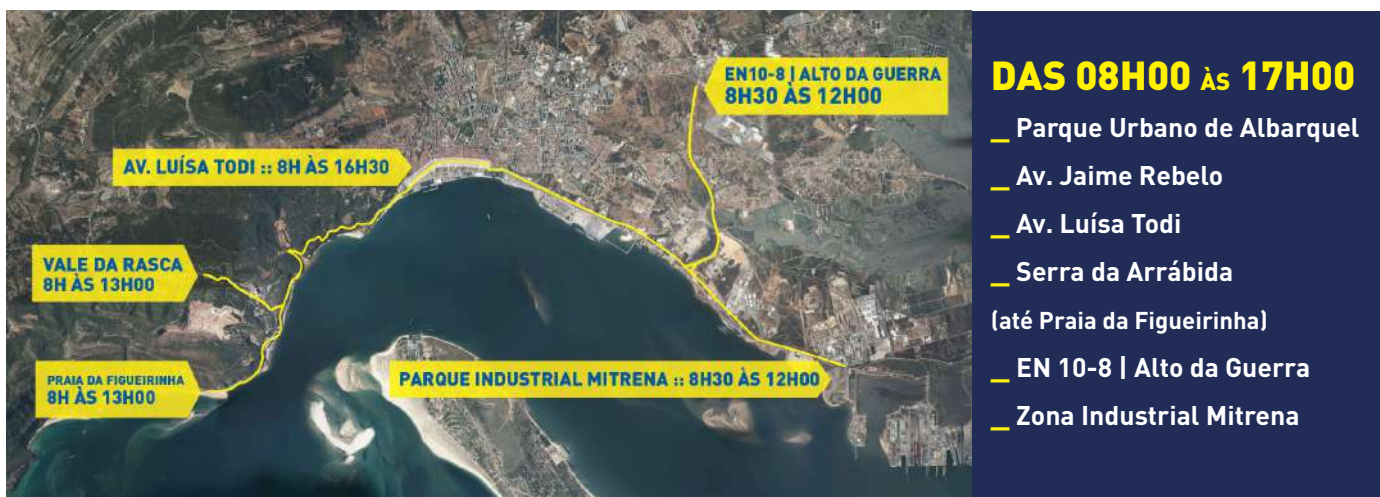 EN10-8 | ALTO DA GUERRA
8H30 ÀS 12H00
AV. LUÍSA TODI :: 8H ÀS 16H30
VALE DA RASCA
8H ÀS 13H00
PRAIA DA FIGUEIRINHA
8H ÀS 13H00
PARQUE INDUSTRIAL MITRENA :: 8H30 ÀS 12H00
DAS 08H00 ÀS 17H00
_ Parque Urbano de Albarquel
_ Av. Jaime Rebelo
_ Av. Luísa Todi
_ Serra da Arrábida
(até Praia da Figueirinha)
_ EN 10-8 | Alto da Guerra
_ Zona Industrial Mitrena